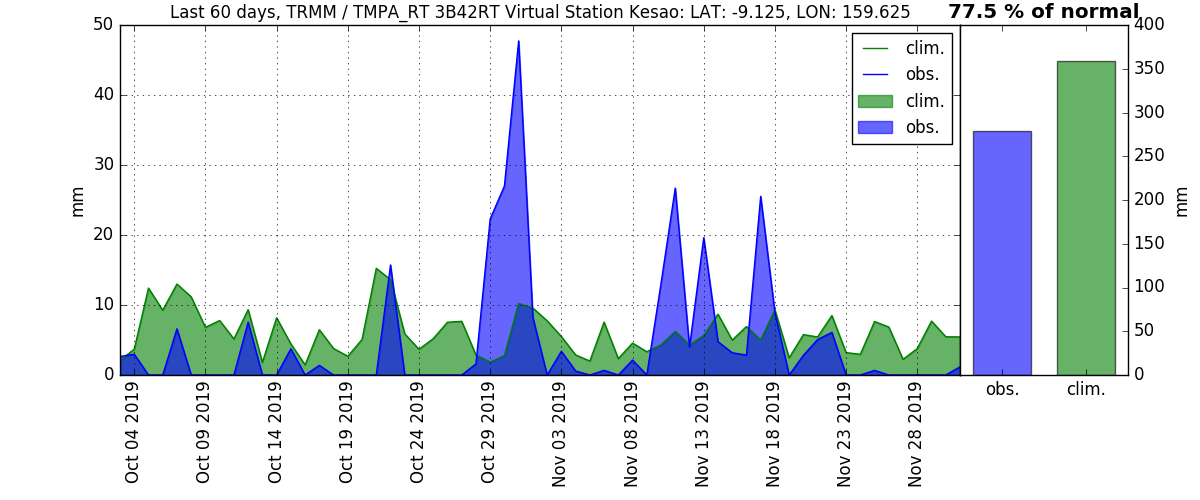 Last 60 days, TRMM / TMPA_RT 3B42RT Virtual Station Kesao: LAT: -9.125, LON: 159.625
77.5 % of normal
50
40
30
20
10
0
mm
clim.
obs.
clim.
obs.
400
350
300
250
200
150
100
50
0
mm
Oct 04 2019
Oct 09 2019
Oct 14 2019
Oct 19 2019
Oct 24 2019
Oct 29 2019
Nov 03 2019
Nov 08 2019
Nov 13 2019
Nov 18 2019
Nov 23 2019
Nov 28 2019
obs.
clim.